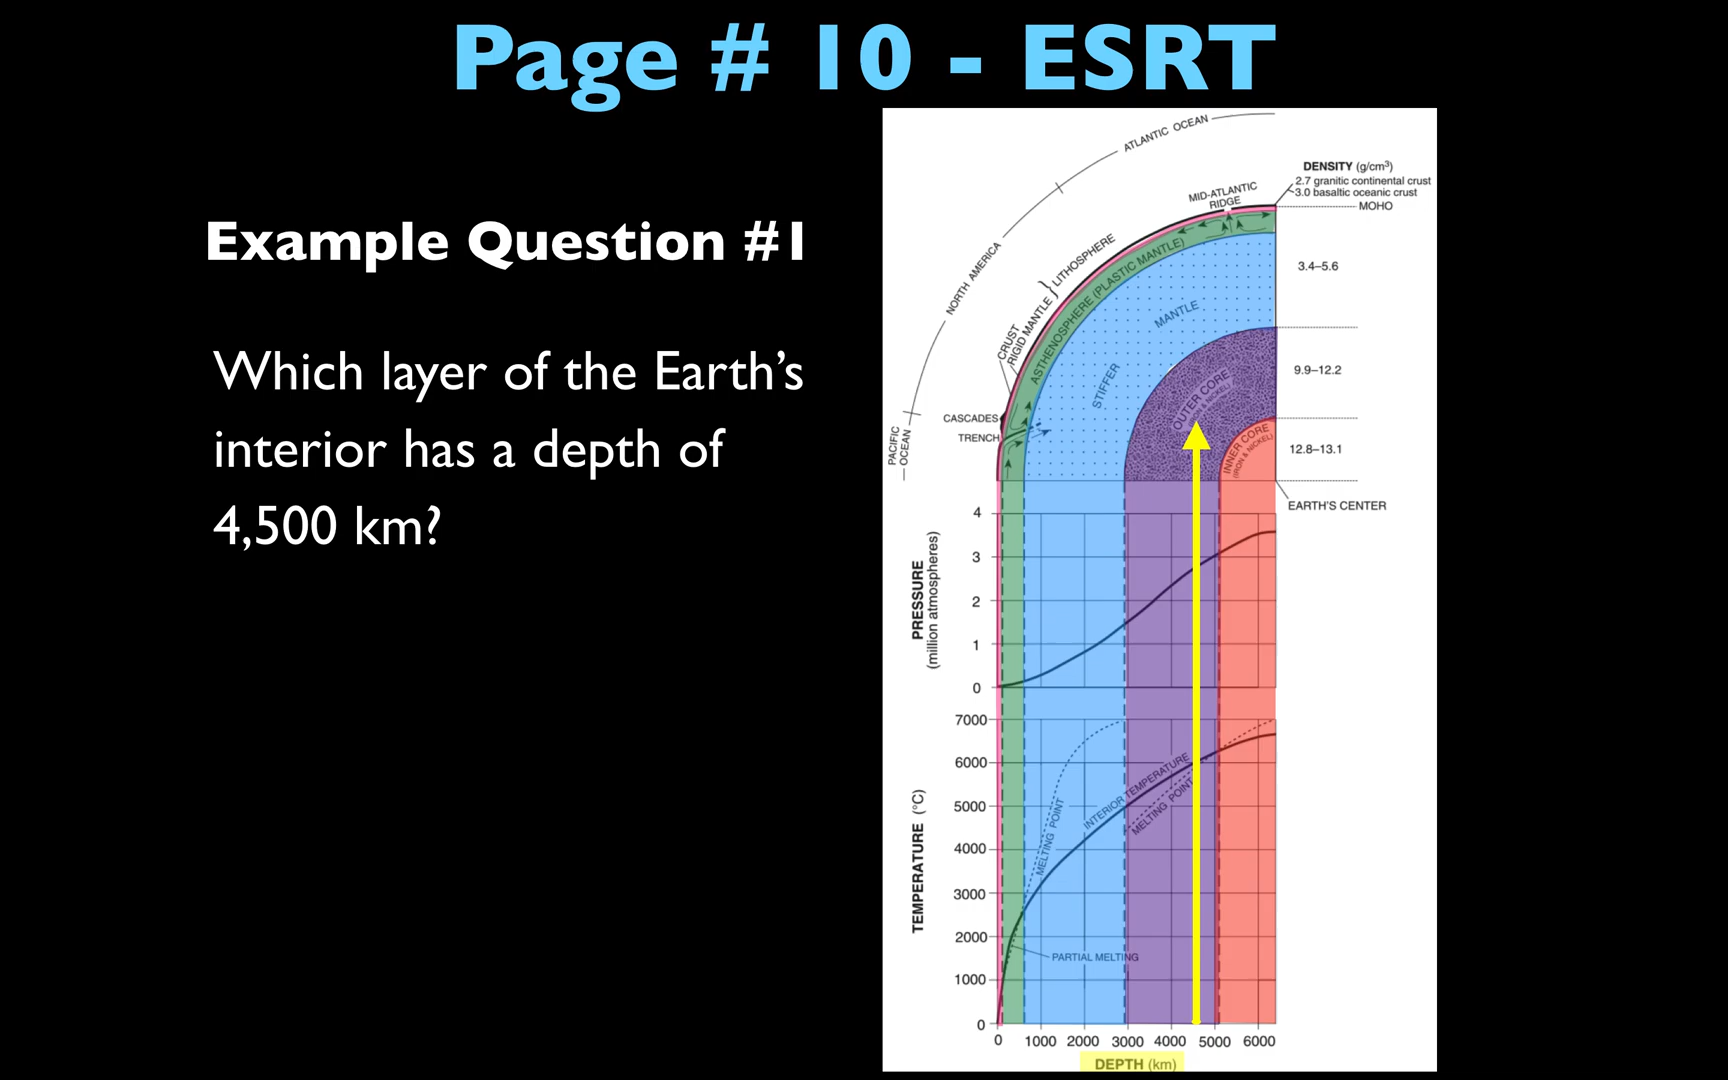 Page # 10 - ESRT
Example Question #1
Which layer of the Earth’s
interior has a depth of
4,500 km?
ATLANTIC OCEAN
NORTH AMERICA
PACIFIC
OCEAN
DENSITY (g/cm³)
2.7 granitic continental crust
3.0 basaltic oceanic crust
MOHO
MID-ATLANTIC
RIDGE
LITHOSPHERE
CRUST
RIGID MANTLE
ASTHENOSPHERE (PLASTIC MANTLE)
STIFFER
MANTLE
OUTER CORE
(IRON & NICKEL)
INNER CORE
(IRON & NICKEL)
CASCADES
TRENCH
3.4–5.6
9.9–12.2
12.8–13.1
EARTH'S CENTER
PRESSURE
(million atmospheres)
4
3
2
1
0
TEMPERATURE (°C)
7000
6000
5000
4000
3000
2000
1000
0
MELTING POINT
INTERIOR TEMPERATURE
MELTING POINT
PARTIAL MELTING
0 1000 2000 3000 4000 5000 6000
DEPTH (km)